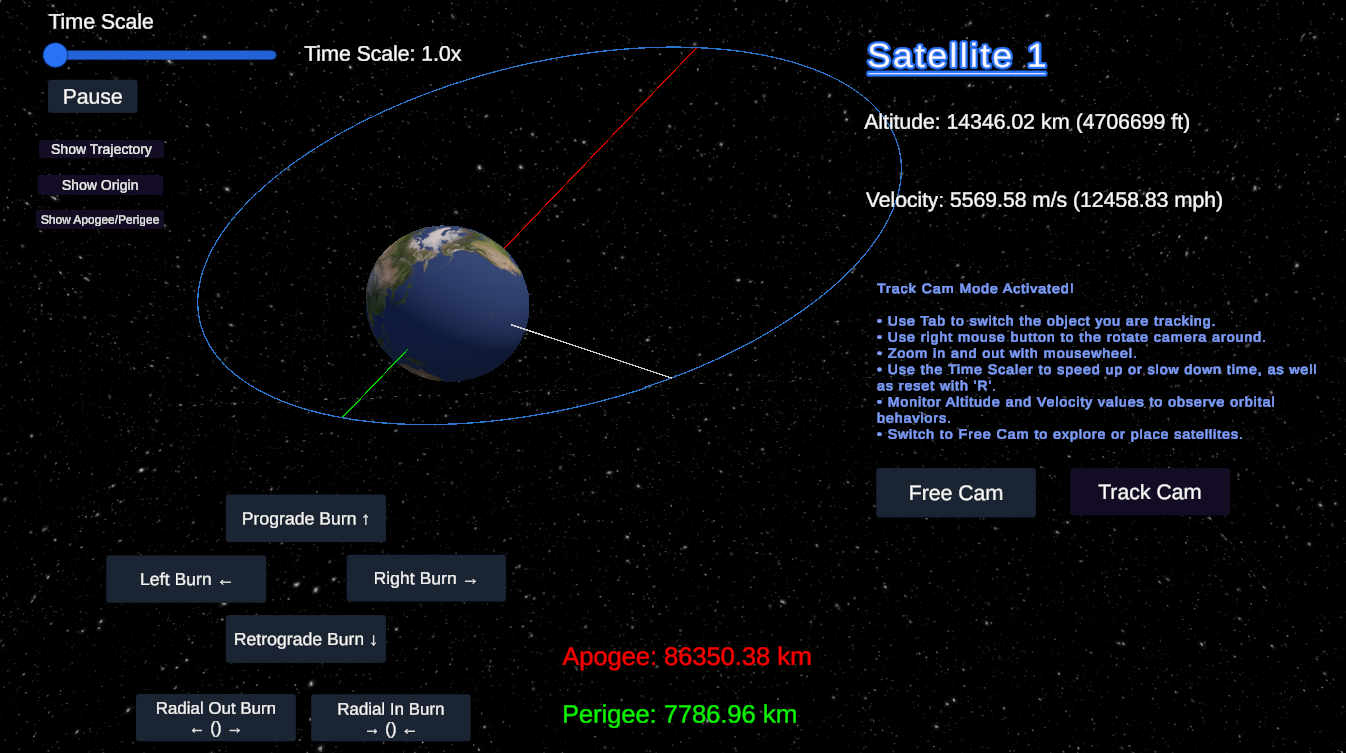 Time Scale
Time Scale: 1.0x
Pause
Show Trajectory
Show Origin
Show Apogee/Perigee
Satellite 1
Altitude: 14346.02 km (4706699 ft)
Velocity: 5569.58 m/s (12458.83 mph)
Track Cam Mode Activated!
• Use Tab to switch the object you are tracking.
• Use right mouse button to the rotate camera around.
• Zoom in and out with mousewheel.
• Use the Time Scaler to speed up or slow down time, as well
as reset with 'R'.
• Monitor Altitude and Velocity values to observe orbital
behaviors.
• Switch to Free Cam to explore or place satellites.
Free Cam
Track Cam
Prograde Burn ↑
Left Burn ←
Right Burn →
Retrograde Burn ↓
Radial Out Burn
← () →
Radial In Burn
→ () ←
Apogee: 86350.38 km
Perigee: 7786.96 km